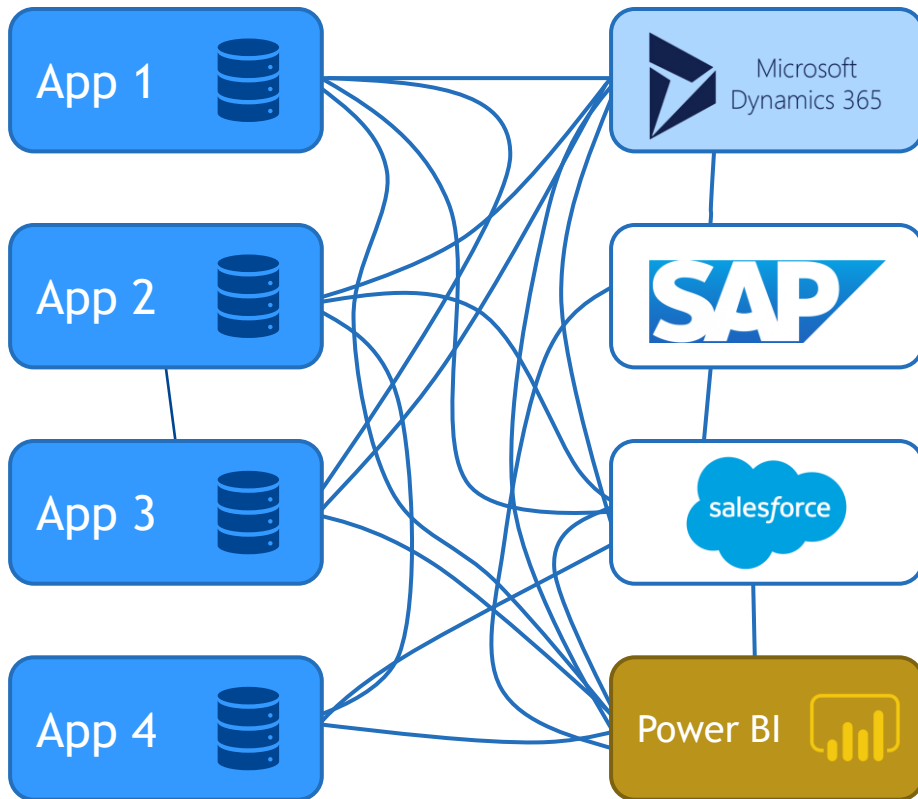 App 1
Microsoft
Dynamics 365
App 2
SAP
App 3
salesforce
App 4
Power BI